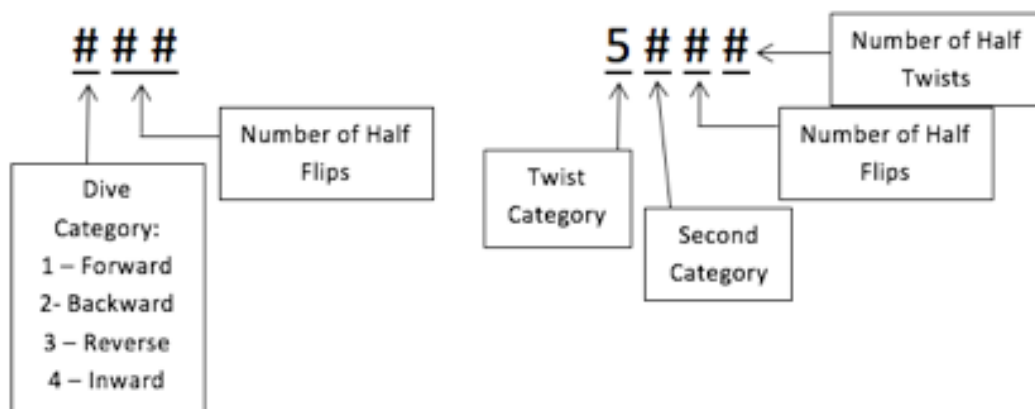 # # #
Number of Half
Flips
Dive
Category:
1 – Forward
2- Backward
3 – Reverse
4 – Inward
5 # # #
Number of Half
Twists
Number of Half
Flips
Twist
Category
Second
Category